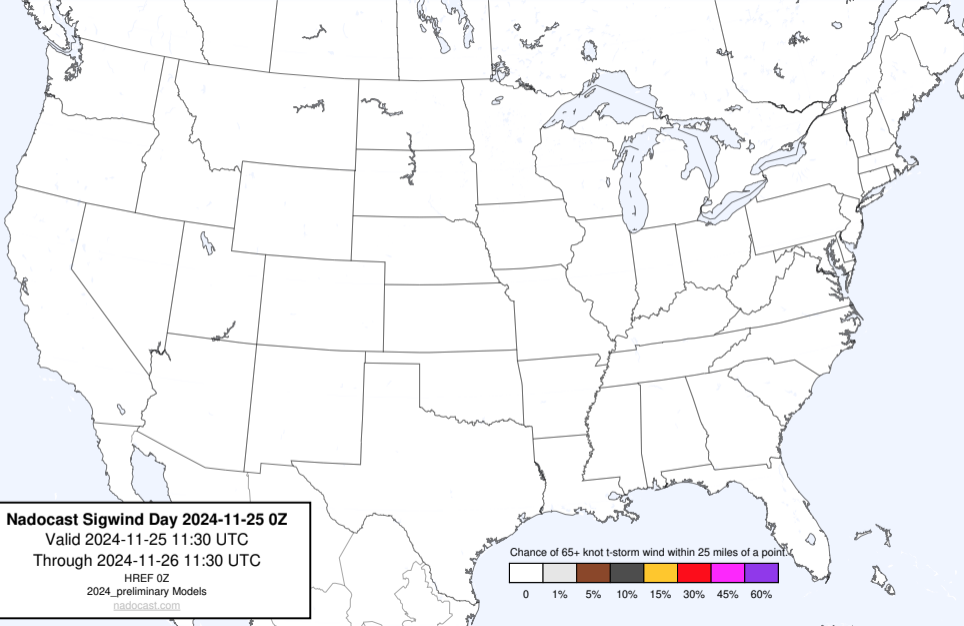 Nadocast Sigwind Day 2024-11-25 0Z
Valid 2024-11-25 11:30 UTC
Through 2024-11-26 11:30 UTC
HREF 0Z
2024_preliminary Models
nadocast.com
Chance of 65+ knot t-storm wind within 25 miles of a point.
0 1% 5% 10% 15% 30% 45% 60%